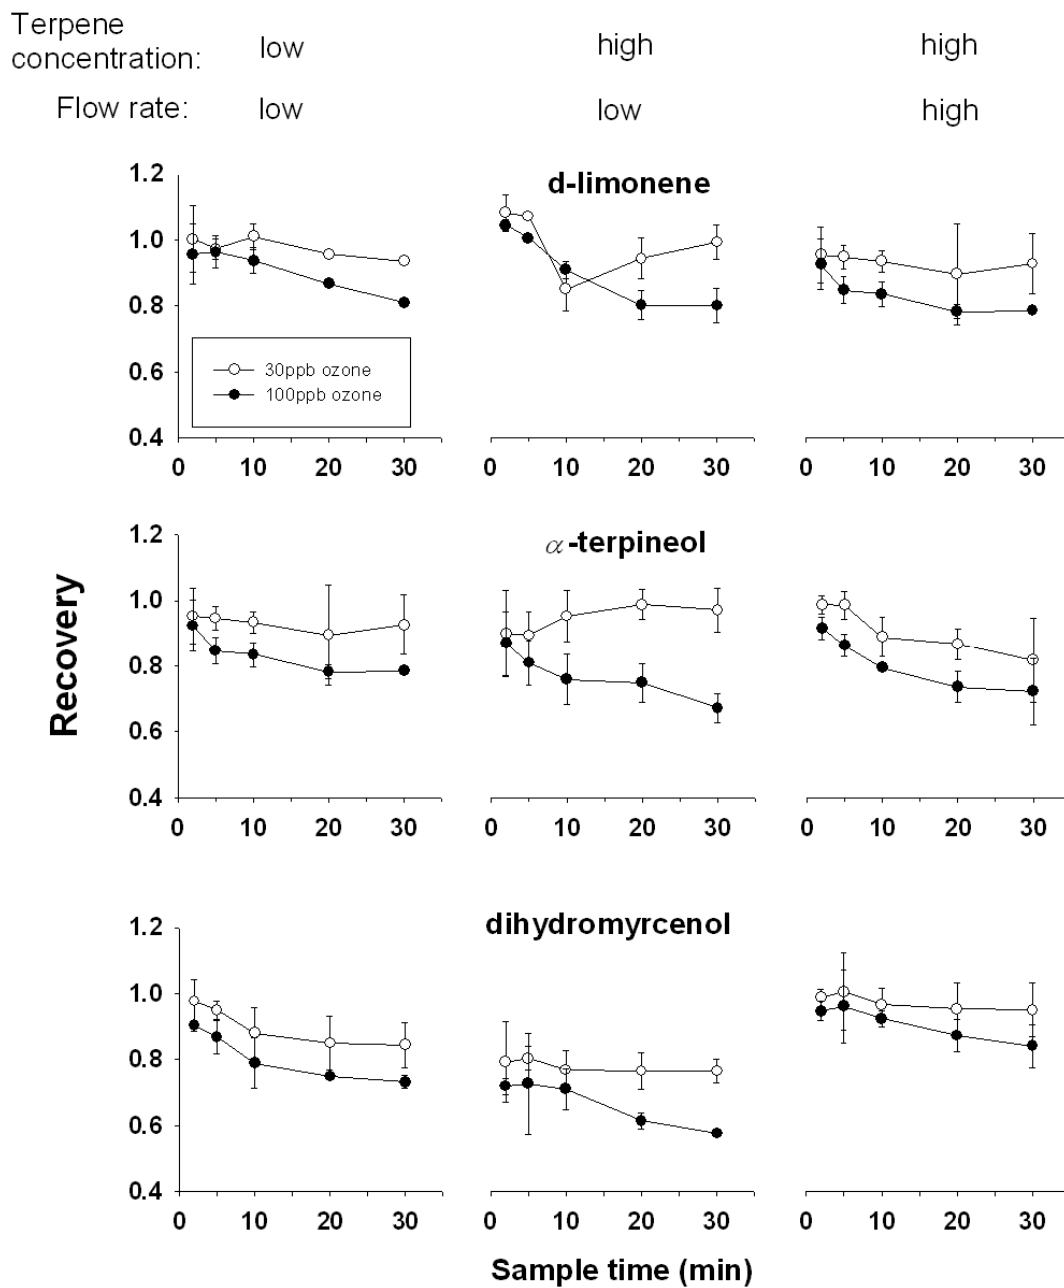 Terpene
concentration:
low
high
high
Flow rate:
low
low
high
d-limonene
1.2
1.0
0.8
0.6
0.4
30ppb ozone
100ppb ozone
0 10 20 30
0 10 20 30
0 10 20 30
α-terpineol
1.2
1.0
0.8
0.6
0.4
0 10 20 30
0 10 20 30
0 10 20 30
Recovery
dihydromyrcenol
1.2
1.0
0.8
0.6
0.4
0 10 20 30
0 10 20 30
0 10 20 30
Sample time (min)